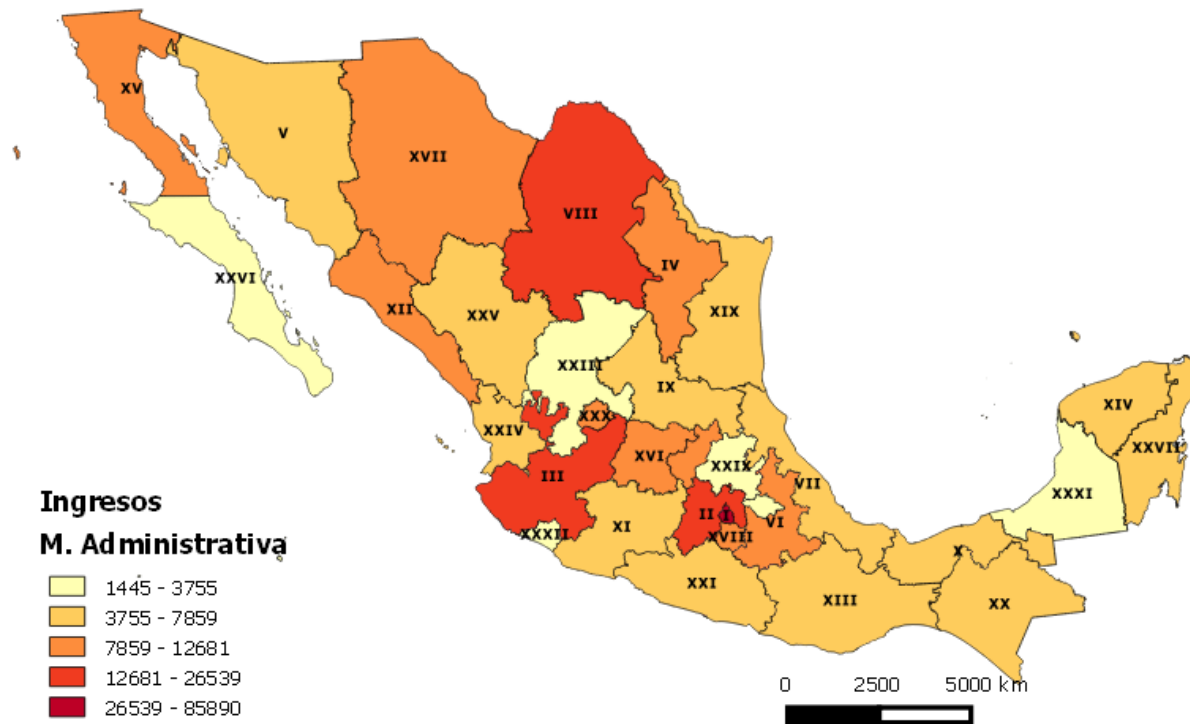 XV
V
XVII
VIII
XXVI
IV
XII
XXV
XIX
XXIII
IX
XXX
XXIV
XIV
XVI
XXIX
XXVII
III
VII
XXXI
II
I
VI
XI
XXXII
XVIII
X
XXI
XIII
XX
Ingresos
M. Administrativa
1445 - 3755
3755 - 7859
7859 - 12681
12681 - 26539
26539 - 85890
0 2500 5000 km